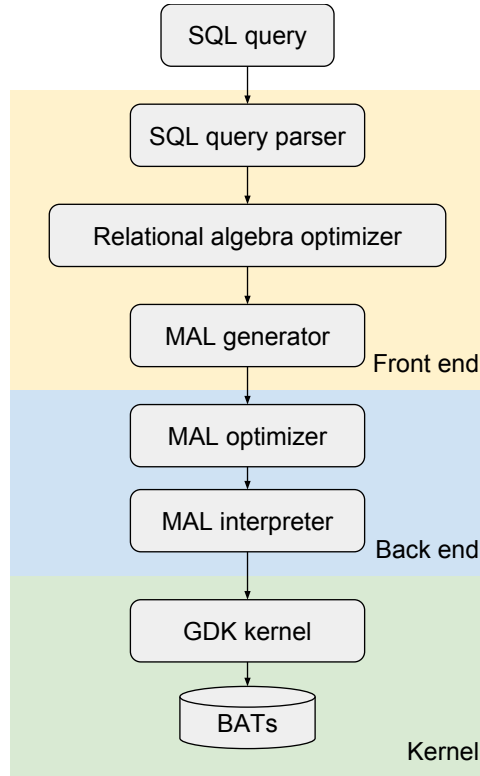 SQL query
SQL query parser
Relational algebra optimizer
MAL generator
Front end
MAL optimizer
MAL interpreter
Back end
GDK kernel
BATs
Kernel